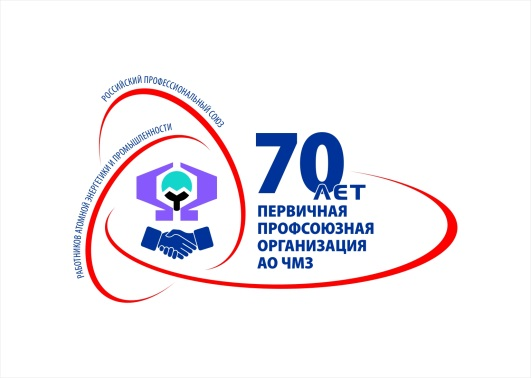 РОССИЙСКИЙ ПРОФЕССИОНАЛЬНЫЙ СОЮЗ
РАБОТНИКОВ АТОМНОЙ ЭНЕРГЕТИКИ И ПРОМЫШЛЕННОСТИ
70
ЛЕТ
ПЕРВИЧНАЯ
ПРОФСОЮЗНАЯ
ОРГАНИЗАЦИЯ
АО ЧМЗ